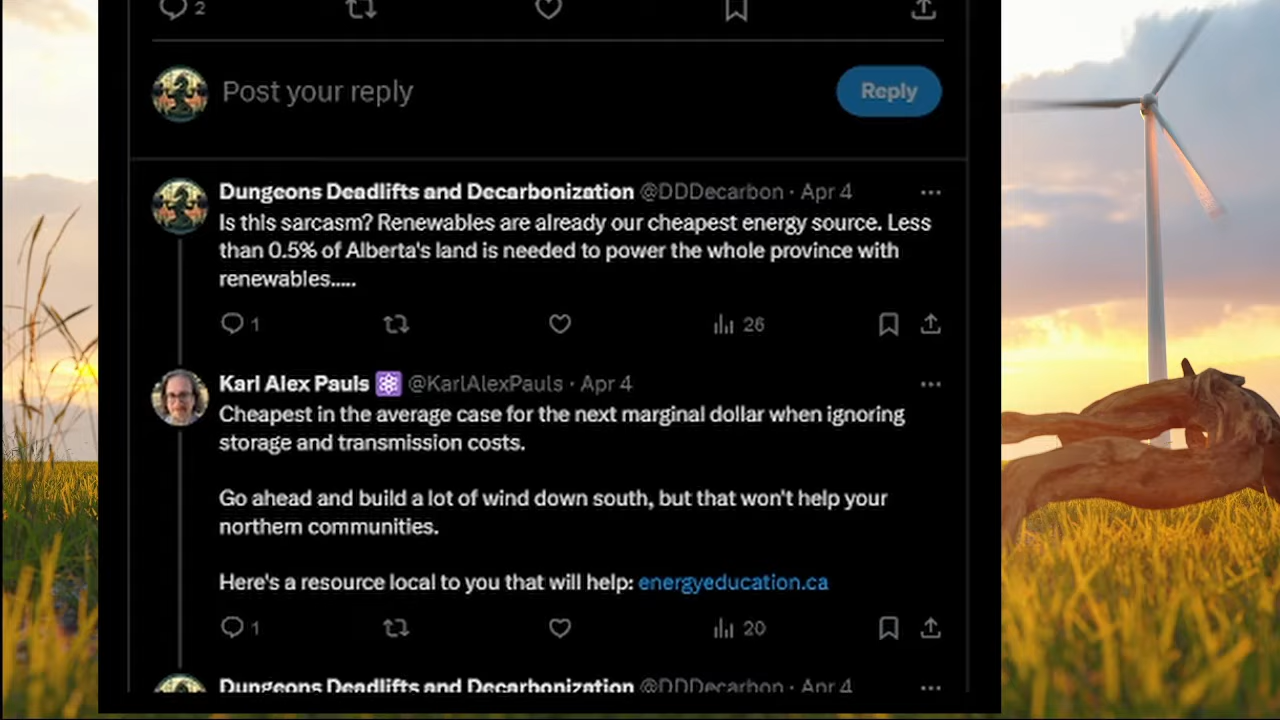 2
Post your reply
Reply
Dungeons Deadlifts and Decarbonization @DDDecarbon · Apr 4
Is this sarcasm? Renewables are already our cheapest energy source. Less
than 0.5% of Alberta's land is needed to power the whole province with
renewables.....
1 26
Karl Alex Pauls @KarlAlexPauls · Apr 4
Cheapest in the average case for the next marginal dollar when ignoring
storage and transmission costs.
Go ahead and build a lot of wind down south, but that won't help your
northern communities.
Here's a resource local to you that will help: energyeducation.ca
1 20
Dungeons Deadlifts and Decarbonization @DDDecarbon · Apr 4